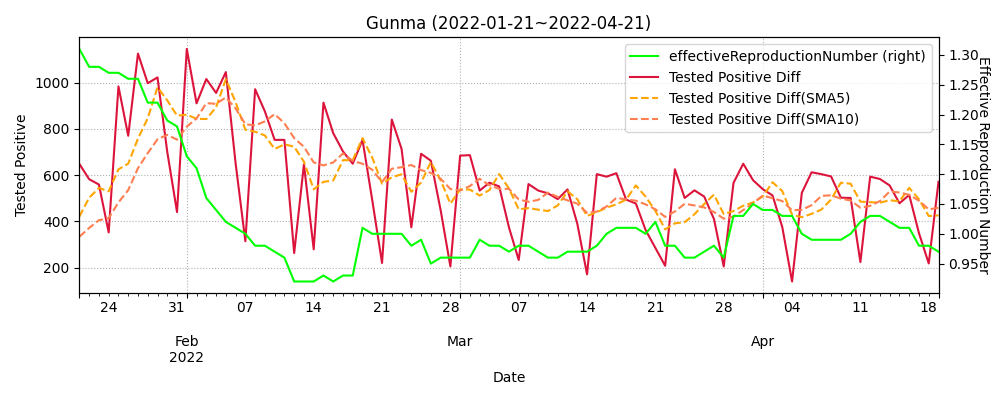 Gunma (2022-01-21~2022-04-21)
effectiveReproductionNumber (right)
Tested Positive Diff
Tested Positive Diff(SMA5)
Tested Positive Diff(SMA10)
Tested Positive
1000
800
600
400
200
Effective Reproduction Number
1.30
1.25
1.20
1.15
1.10
1.05
1.00
0.95
24 31 07 14 21 28 07 14 21 28 04 11 18
Feb Mar Apr
2022
Date